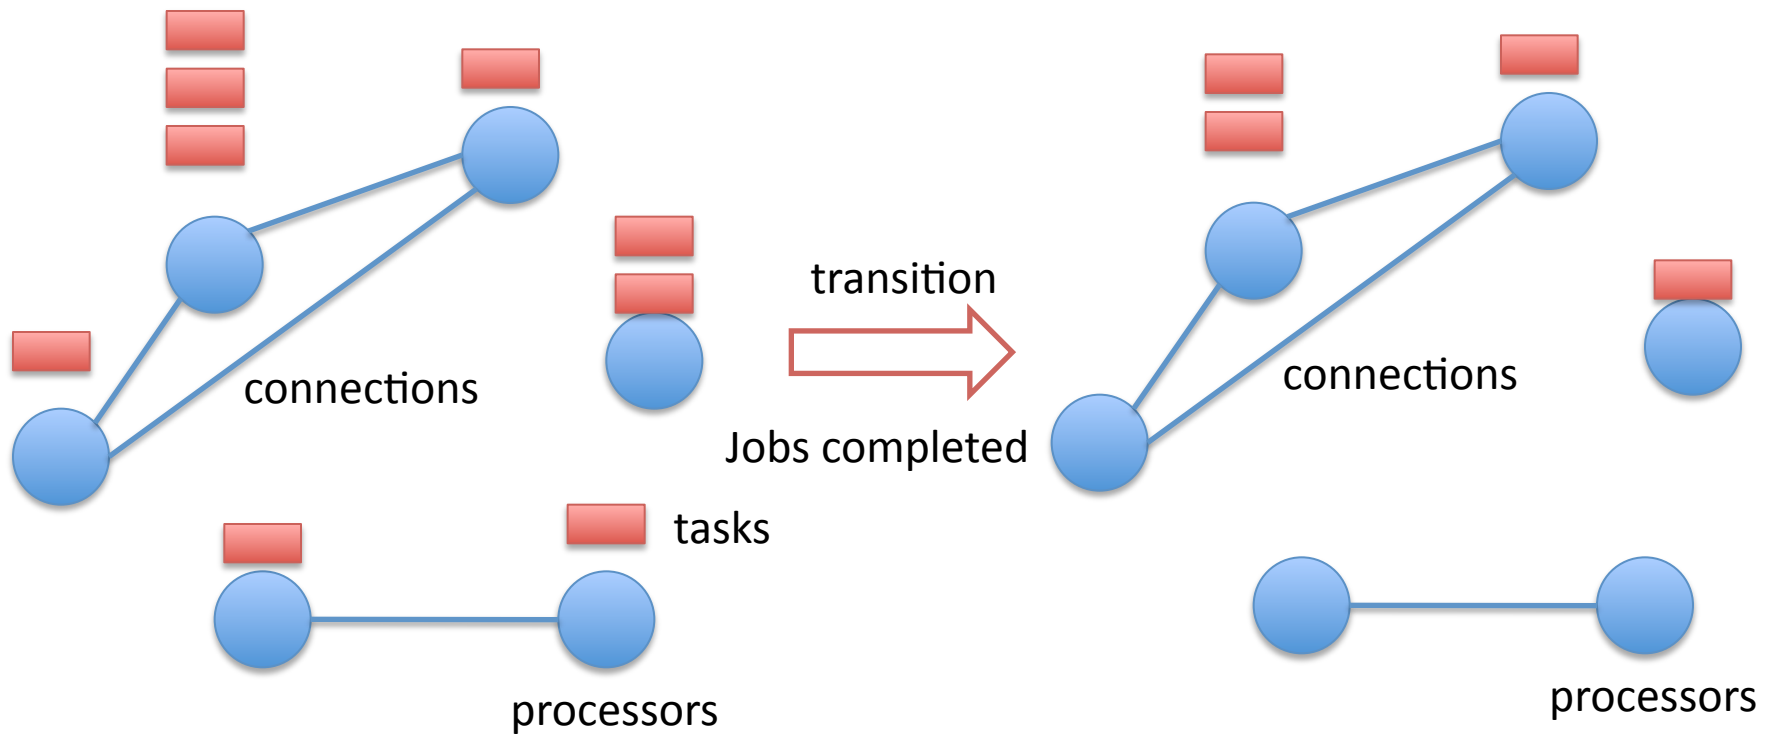 transition
connections
connections
Jobs completed
tasks
processors
processors